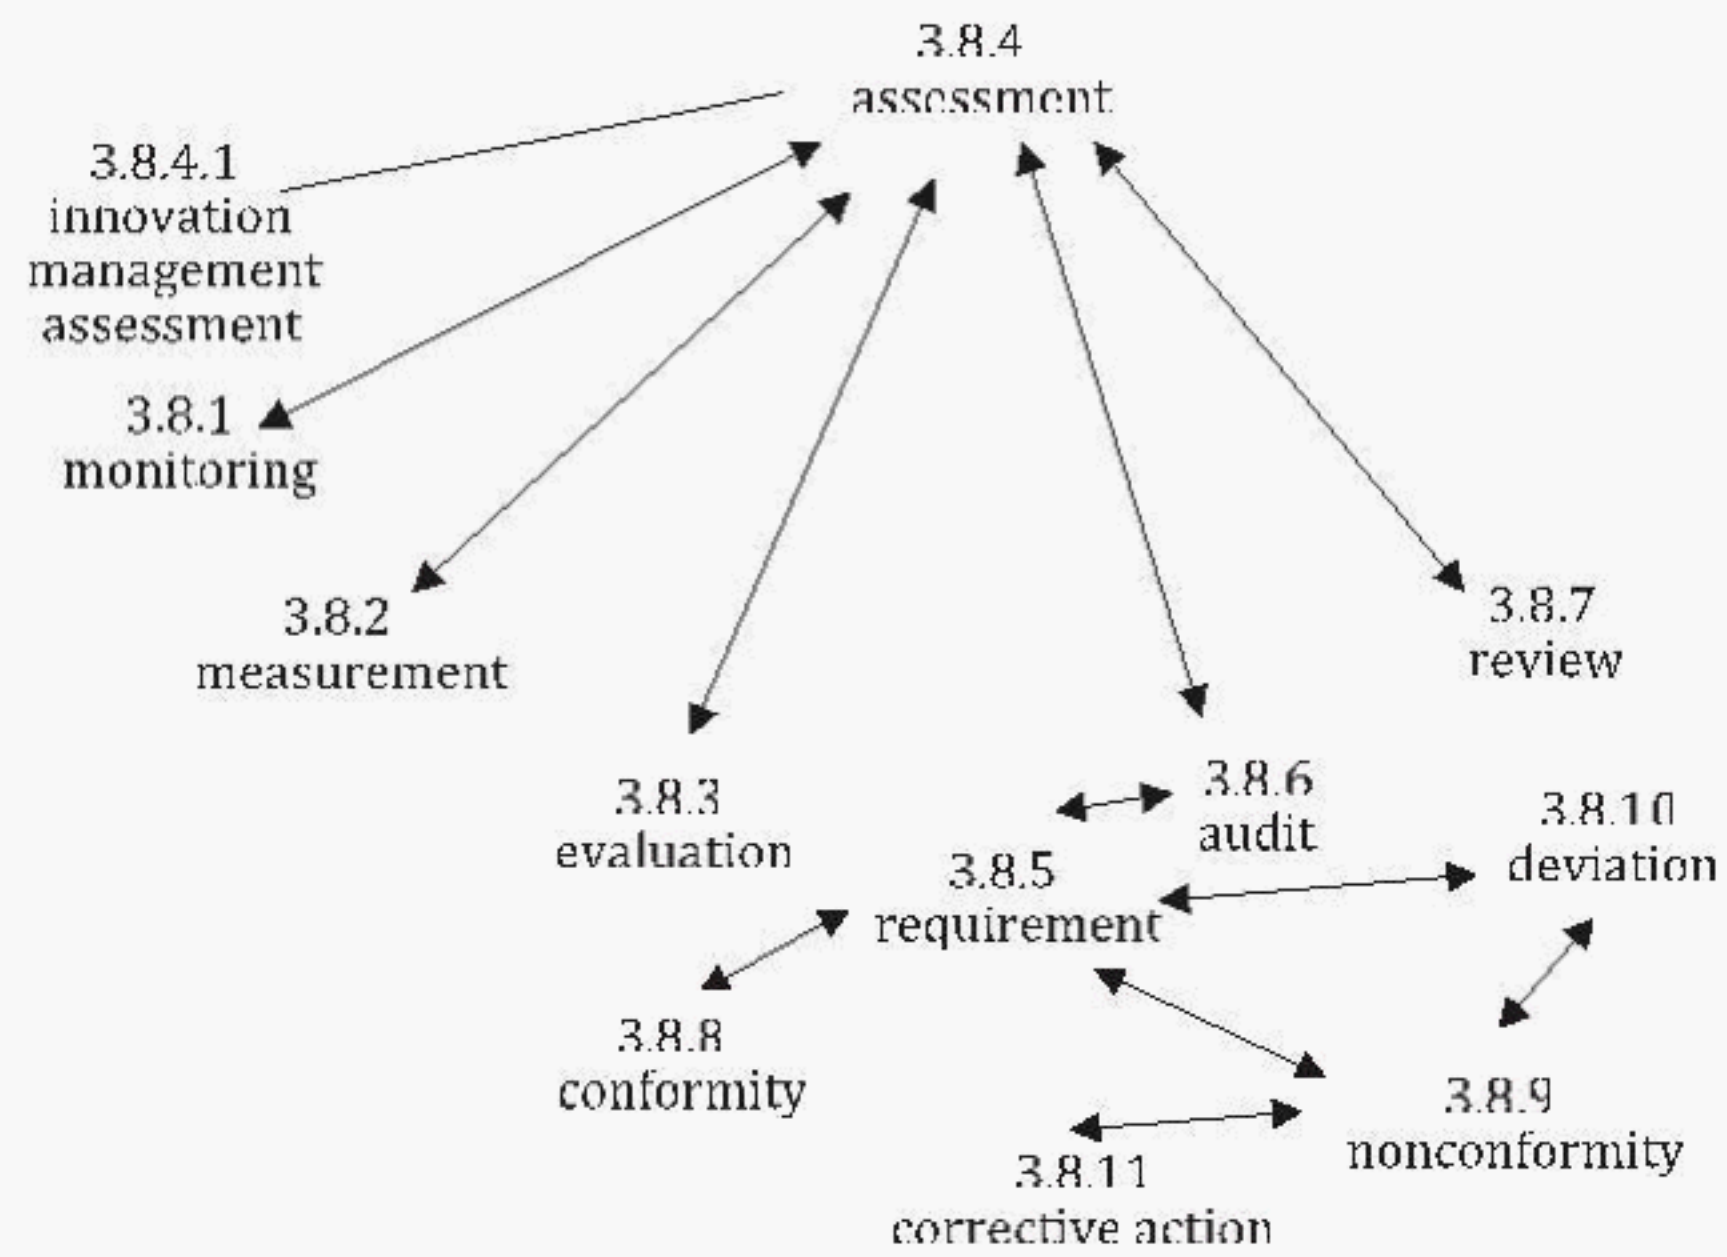 3.8.4
assessment
3.8.4.1
innovation
management
assessment
3.8.1
monitoring
3.8.2
measurement
3.8.7
review
3.8.3
evaluation
3.8.6
audit
3.8.10
deviation
3.8.5
requirement
3.8.8
conformity
3.8.9
nonconformity
3.8.11
corrective action